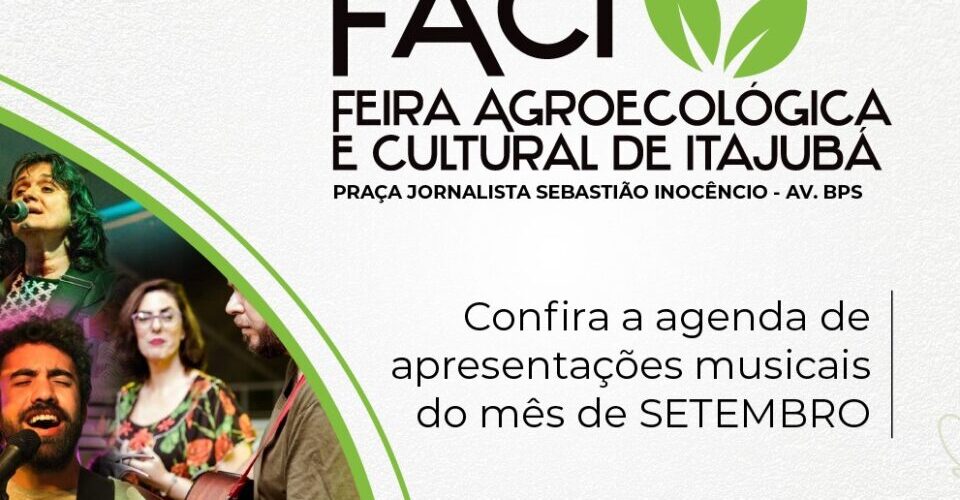 FACI
FEIRA AGROECOLÓGICA
E CULTURAL DE ITAJUBÁ
PRAÇA JORNALISTA SEBASTIÃO INOCÊNCIO - AV. BPS
Confira a agenda de
apresentações musicais
do mês de SETEMBRO